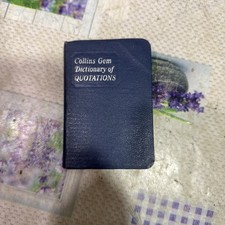 Collins Gem
Dictionary of
QUOTATIONS